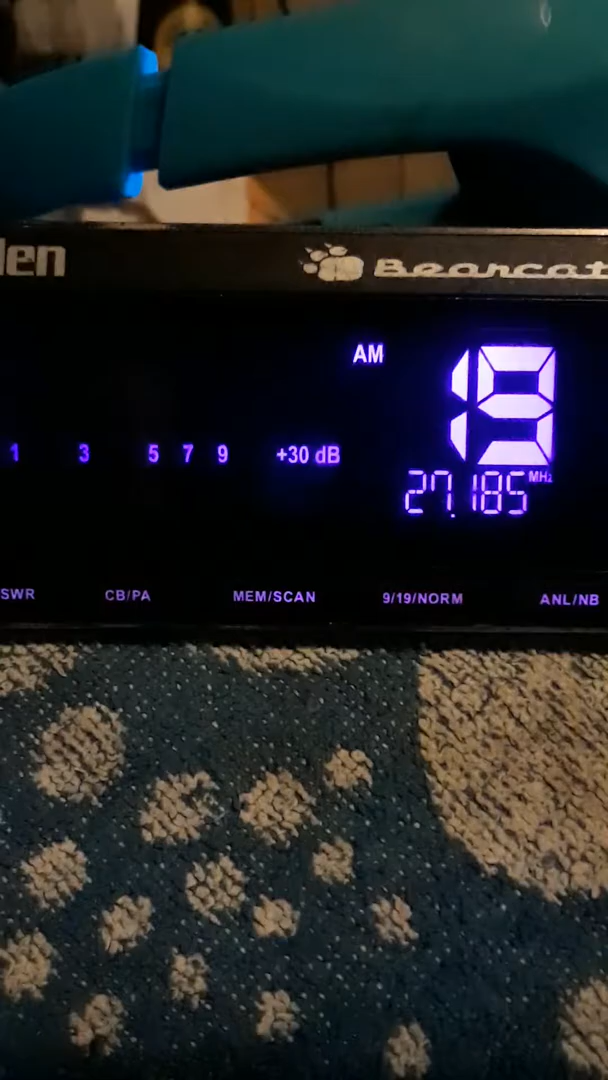 den Bearcat
AM 19
1 3 5 7 9 +30 dB
27.185 MHz
SWR CB/PA MEM/SCAN 9/19/NORM ANL/NB